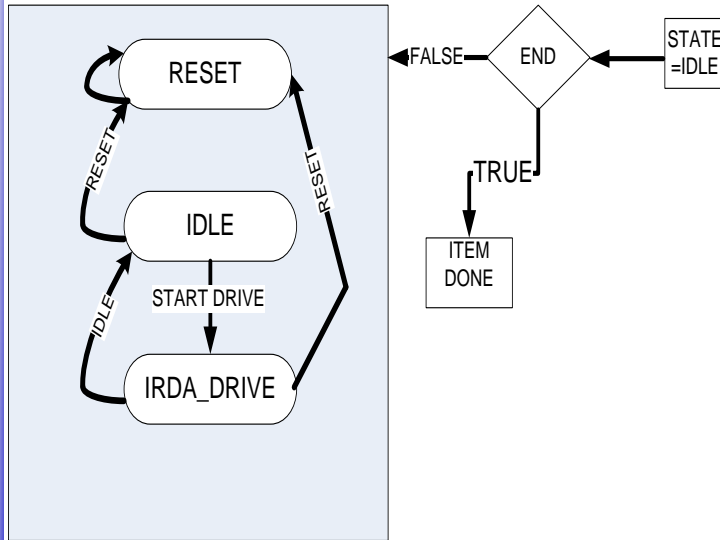 RESET
FALSE
END
STATE
=IDLE
RESET
RESET
TRUE
IDLE
ITEM
DONE
START DRIVE
IDLE
IRDA_DRIVE